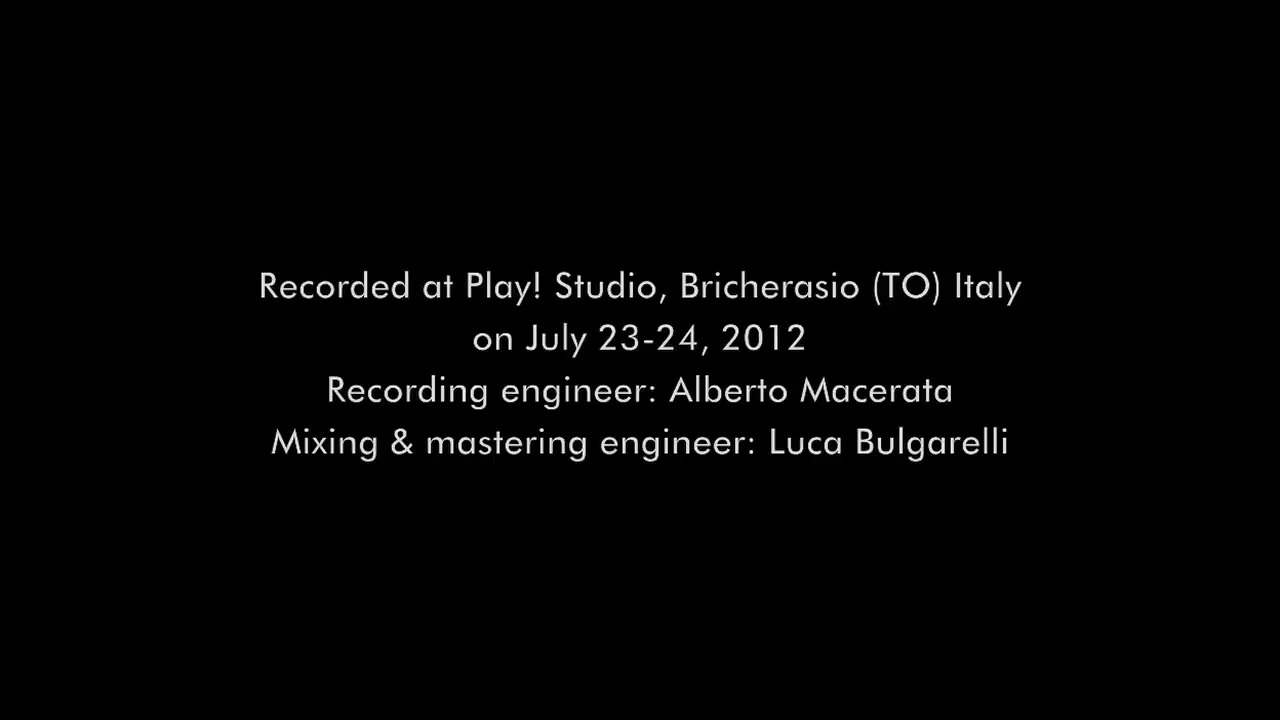 Recorded at Play! Studio, Bricherasio (TO) Italy
on July 23-24, 2012
Recording engineer: Alberto Macerata
Mixing & mastering engineer: Luca Bulgarelli